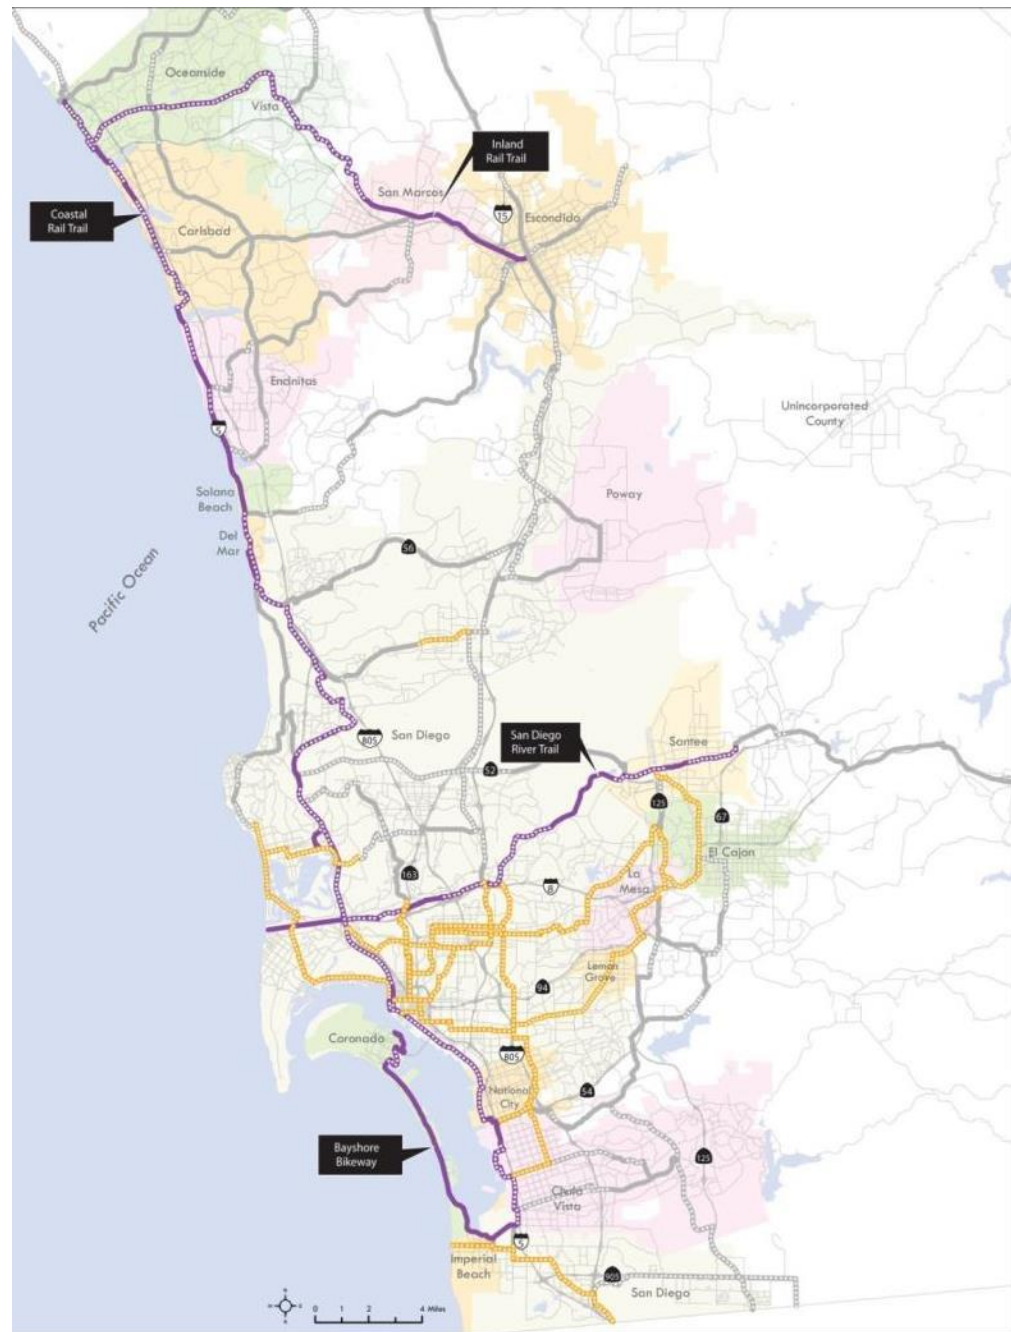 Oceanside
Vista
Inland
Rail Trail
San Marcos
15
Escondido
Coastal
Rail Trail
Carlsbad
Encinitas
Unincorporated
County
5
Solana
Beach
Poway
Del
Mar
56
Pacific Ocean
San Diego
805
San Diego
River Trail
Santee
52
125
67
El Cajon
163
8
La
Mesa
Lemon
Grove
94
Coronado
805
National
City
54
Bayshore
Bikeway
125
Chula
Vista
5
Imperial
Beach
905
San Diego
0 1 2 4 Miles